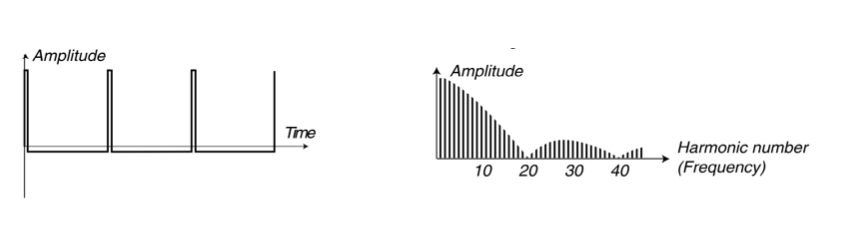 Amplitude
Time
Amplitude
Harmonic number
(Frequency)
10 20 30 40